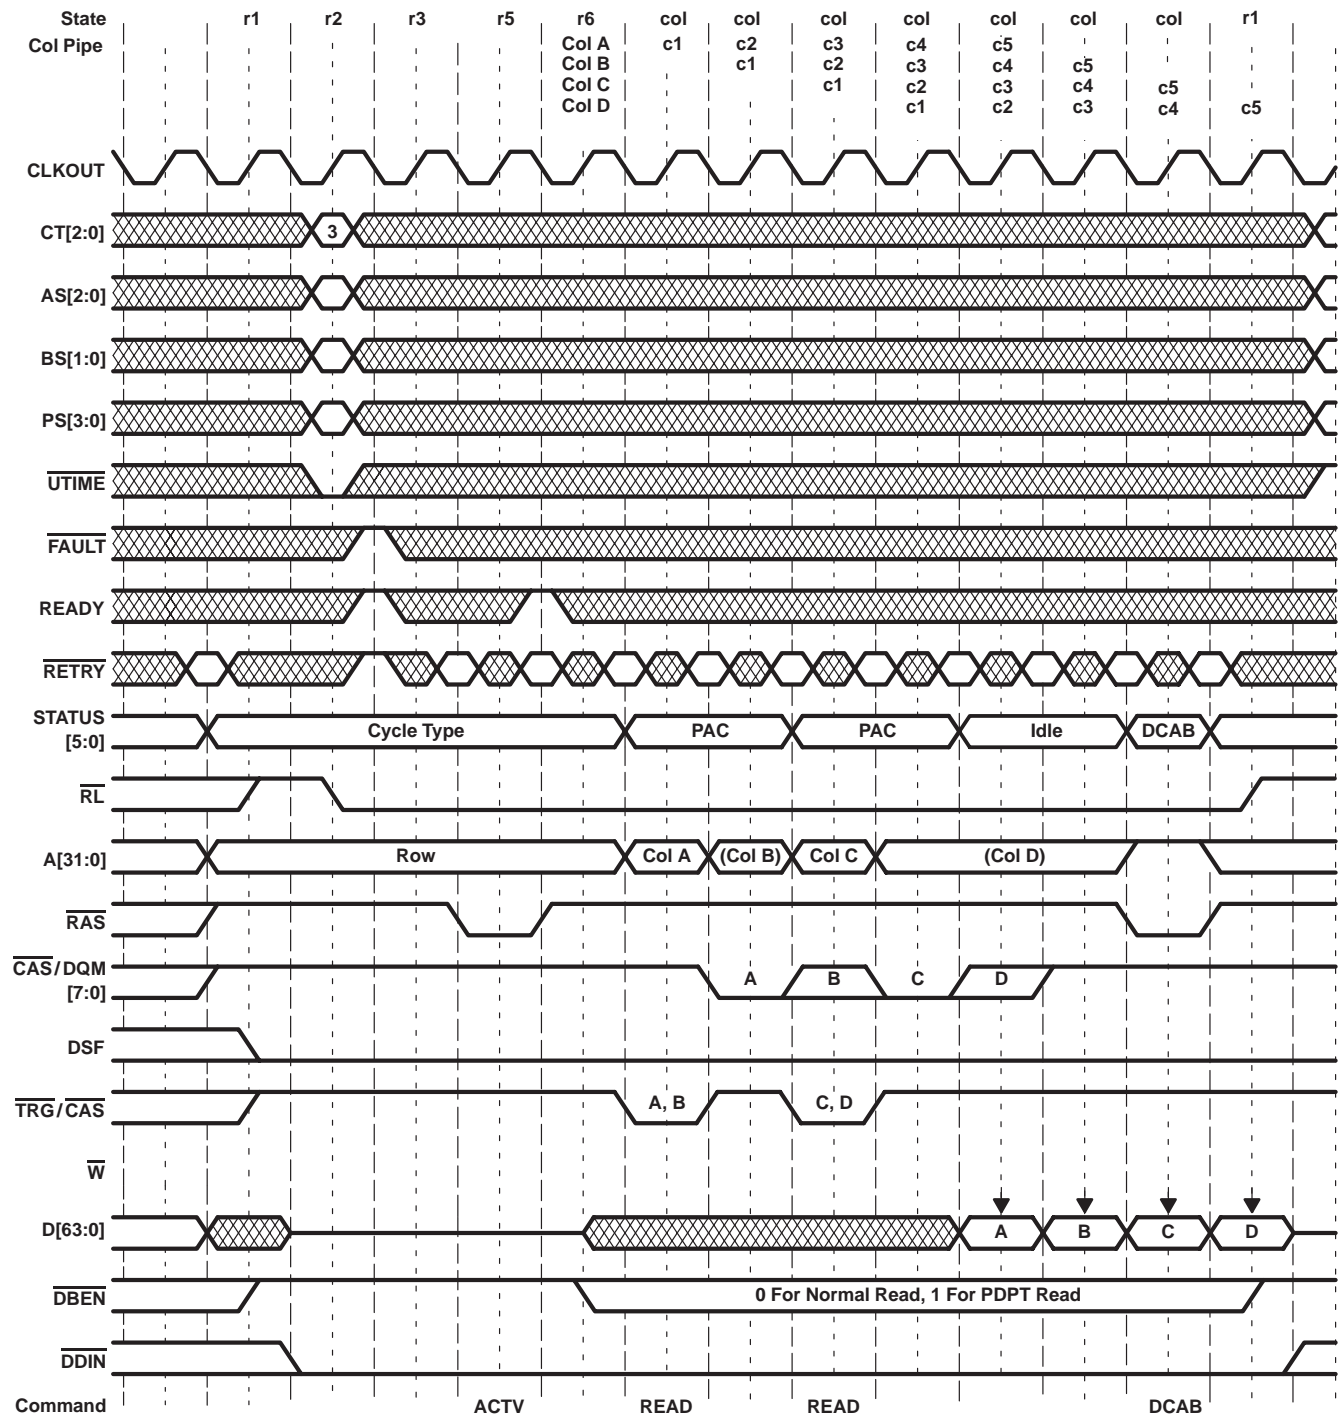 State r1 r2 r3 r5 r6 col col col col col col col r1
Col Pipe Col A c1 c2 c3 c4 c5
Col B c1 c2 c3 c4 c5
Col C c1 c2 c3 c4 c5
Col D c1 c2 c3 c4 c5
CLKOUT
CT[2:0] 3
AS[2:0]
BS[1:0]
PS[3:0]
UTIME
FAULT
READY
RETRY
STATUS
[5:0] Cycle Type PAC PAC Idle DCAB
RL
A[31:0] Row Col A (Col B) Col C (Col D)
RAS
CAS/DQM
[7:0] A B C D
DSF
TRG/CAS A, B C, D
W
D[63:0] A B C D
DBEN 0 For Normal Read, 1 For PDPT Read
DDIN
Command ACTV READ READ DCAB